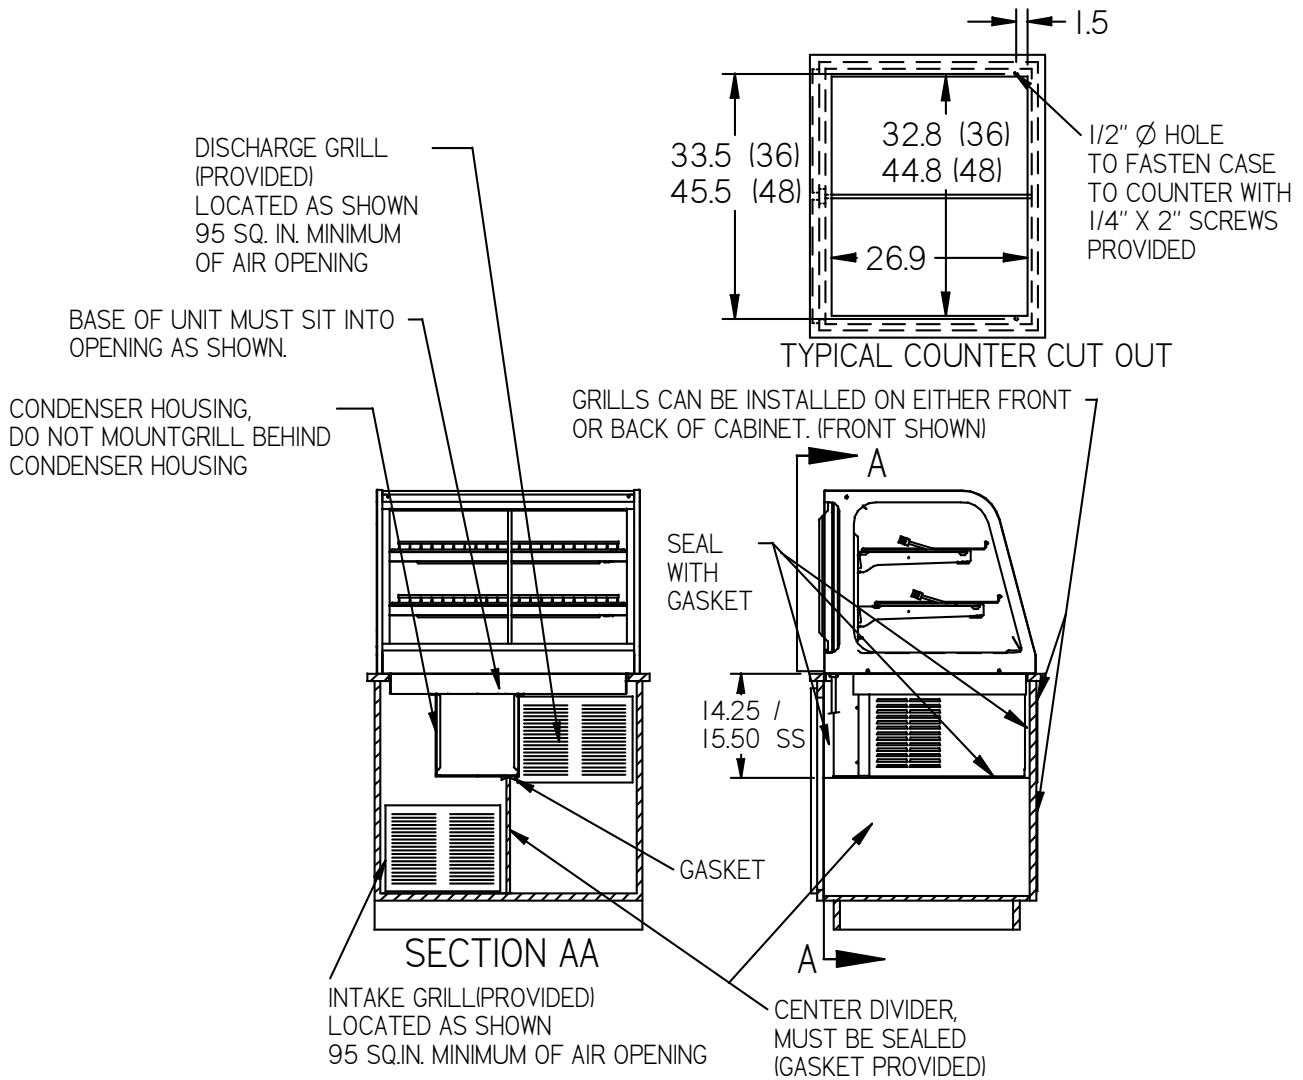 1.5
33.5 (36)
45.5 (48)
32.8 (36)
44.8 (48)
26.9
1/2" Ø HOLE
TO FASTEN CASE
TO COUNTER WITH
1/4" X 2" SCREWS
PROVIDED
TYPICAL COUNTER CUT OUT
DISCHARGE GRILL
(PROVIDED)
LOCATED AS SHOWN
95 SQ. IN. MINIMUM
OF AIR OPENING
BASE OF UNIT MUST SIT INTO
OPENING AS SHOWN.
CONDENSER HOUSING,
DO NOT MOUNTGRILL BEHIND
CONDENSER HOUSING
GRILLS CAN BE INSTALLED ON EITHER FRONT
OR BACK OF CABINET. (FRONT SHOWN)
A
SEAL
WITH
GASKET
14.25 /
15.50 SS
GASKET
SECTION AA
A
INTAKE GRILL(PROVIDED)
LOCATED AS SHOWN
95 SQ.IN. MINIMUM OF AIR OPENING
CENTER DIVIDER,
MUST BE SEALED
(GASKET PROVIDED)